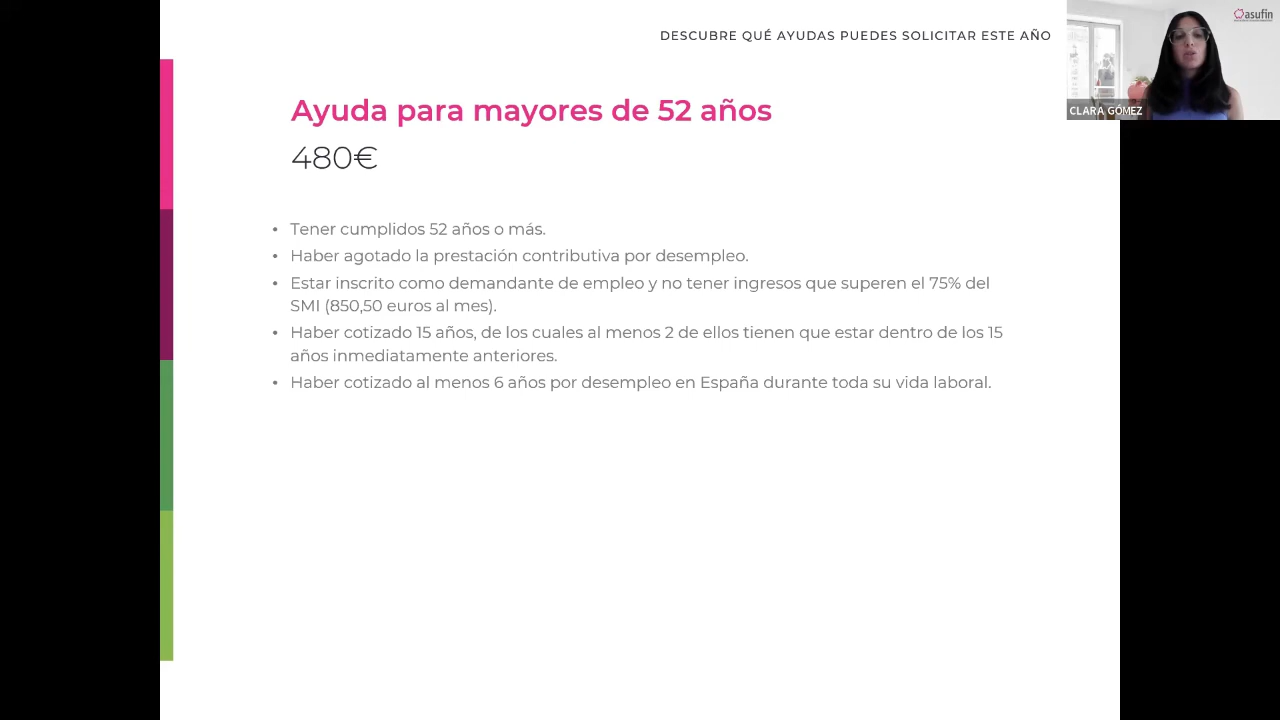 DESCUBRE QUÉ AYUDAS PUEDES SOLICITAR ESTE AÑO
asufin
CLARA GÓMEZ
Ayuda para mayores de 52 años
480€
• Tener cumplidos 52 años o más.
• Haber agotado la prestación contributiva por desempleo.
• Estar inscrito como demandante de empleo y no tener ingresos que superen el 75% del
SMI (850,50 euros al mes).
• Haber cotizado 15 años, de los cuales al menos 2 de ellos tienen que estar dentro de los 15
años inmediatamente anteriores.
• Haber cotizado al menos 6 años por desempleo en España durante toda su vida laboral.